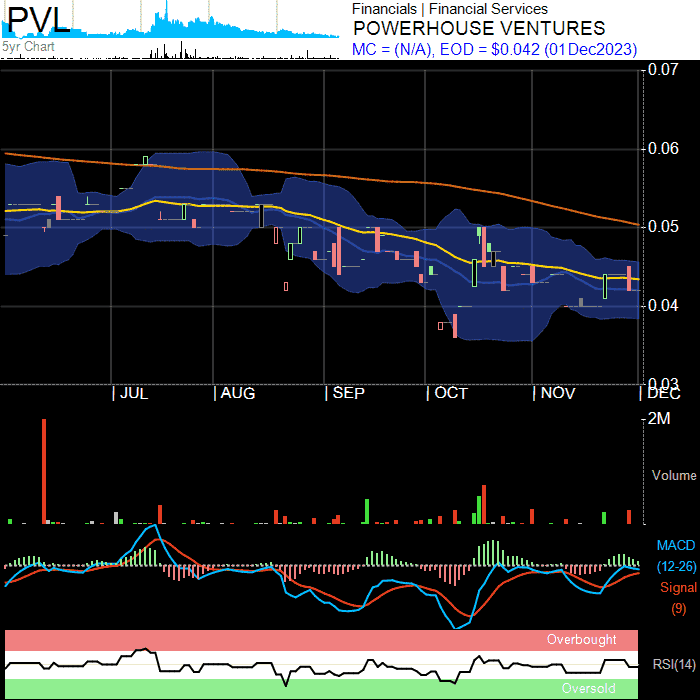 PVL
5yr Chart
Financials | Financial Services
POWERHOUSE VENTURES
MC = (N/A), EOD = $0.042 (01Dec2023)
0.07
0.06
0.05
0.04
0.03
JUL AUG SEP OCT NOV DEC
2M
Volume
MACD
(12-26)
Signal
(9)
Overbought
RSI(14)
Oversold